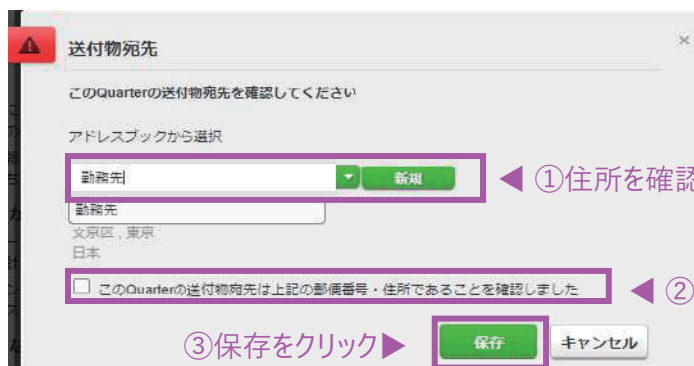 送付物宛先
×
このQuarterの送付物宛先を確認してください
アドレスブックから選択
勤務先 新規
①住所を確認
勤務先
文京区 , 東京
日本
このQuarterの送付物宛先は上記の郵便番号・住所であることを確認しました
②
③保存をクリック
保存 キャンセル